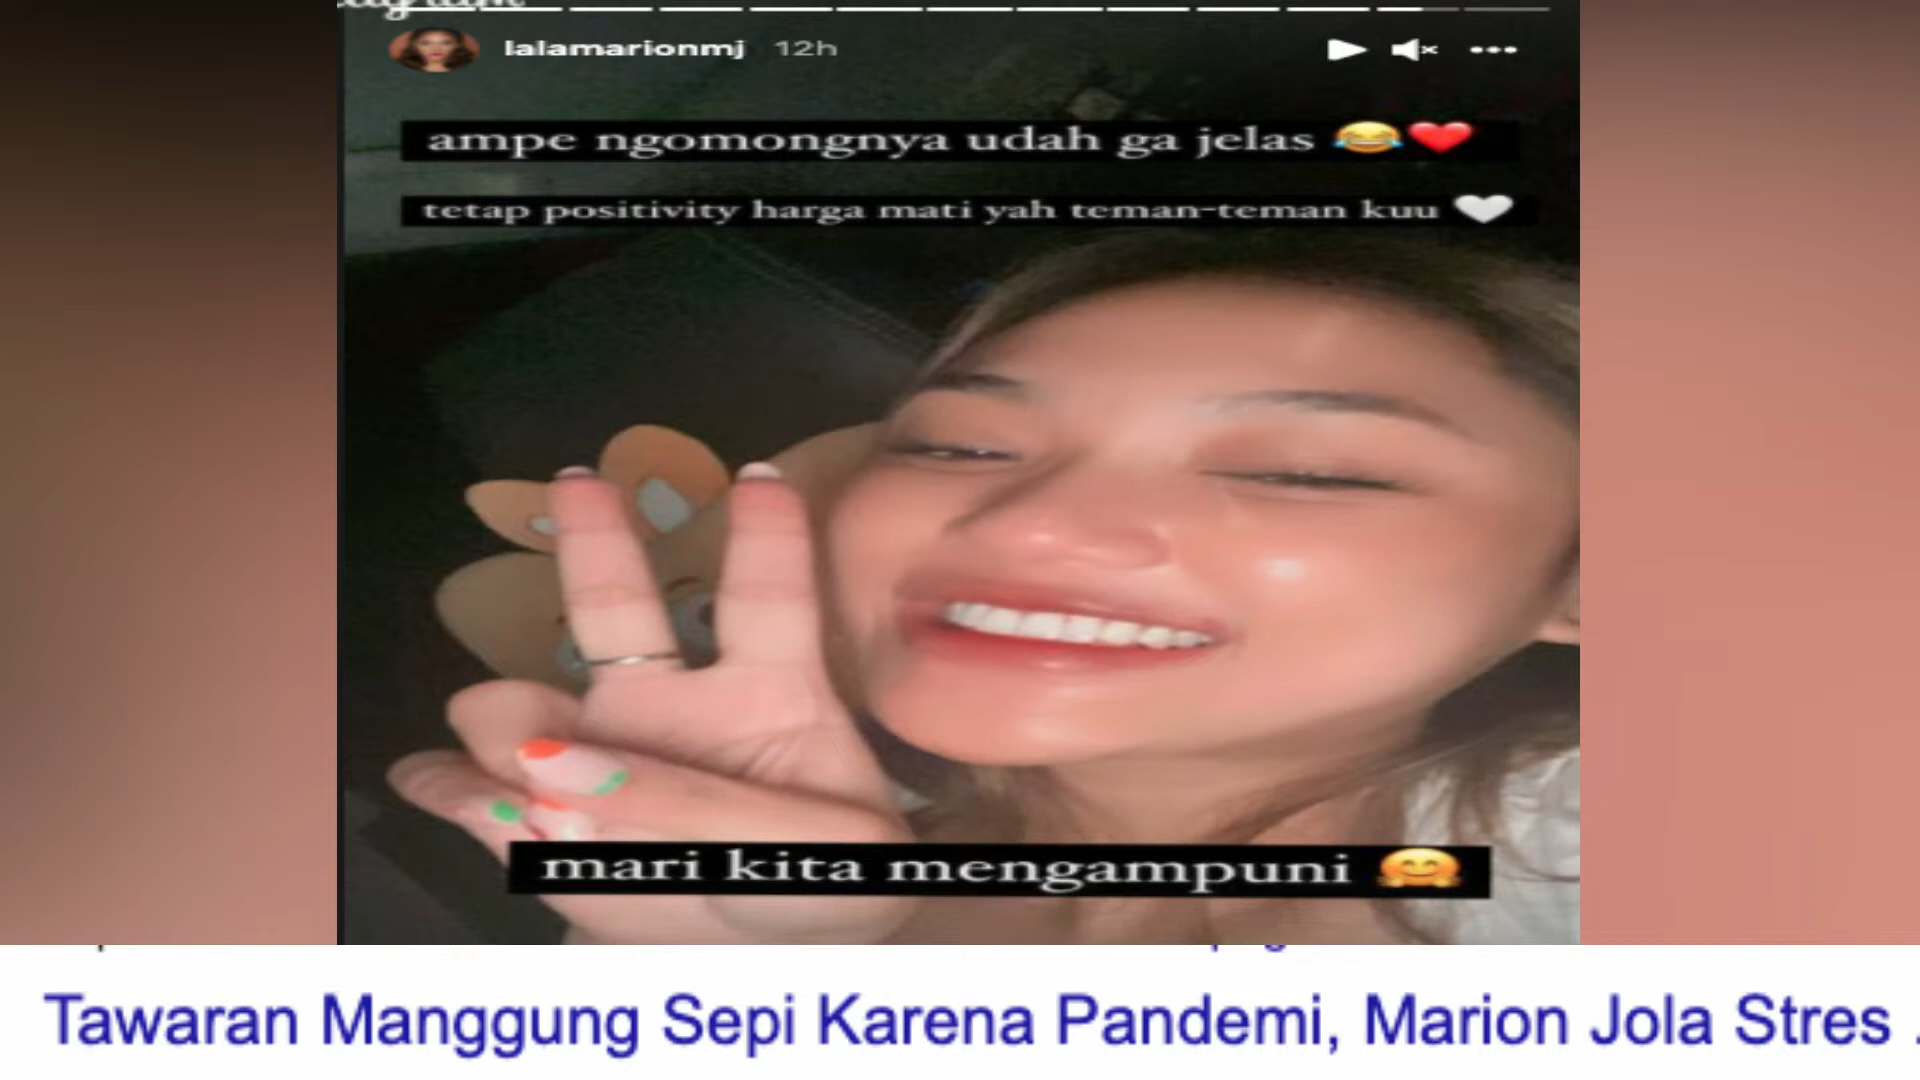 lalamarionmj 12h
ampe ngomongnya udah ga jelas 😂❤️
tetap positivity harga mati yah teman-teman kuu 🤍
mari kita mengampuni 🤗
Tawaran Manggung Sepi Karena Pandemi, Marion Jola Stres